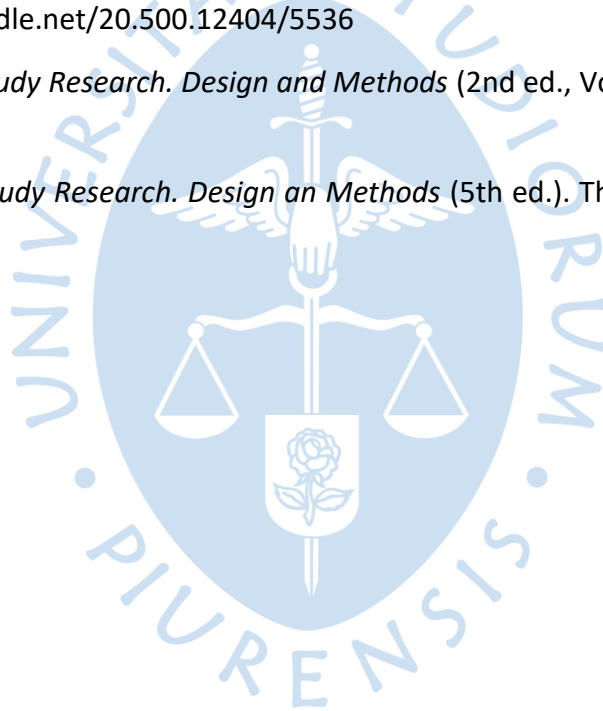 dle.net/20.500.12404/5536
udy Research. Design and Methods (2nd ed., Vo
udy Research. Design an Methods (5th ed.). Th
UNIVERSITAS STUDIORUM
• PIURENSIS •